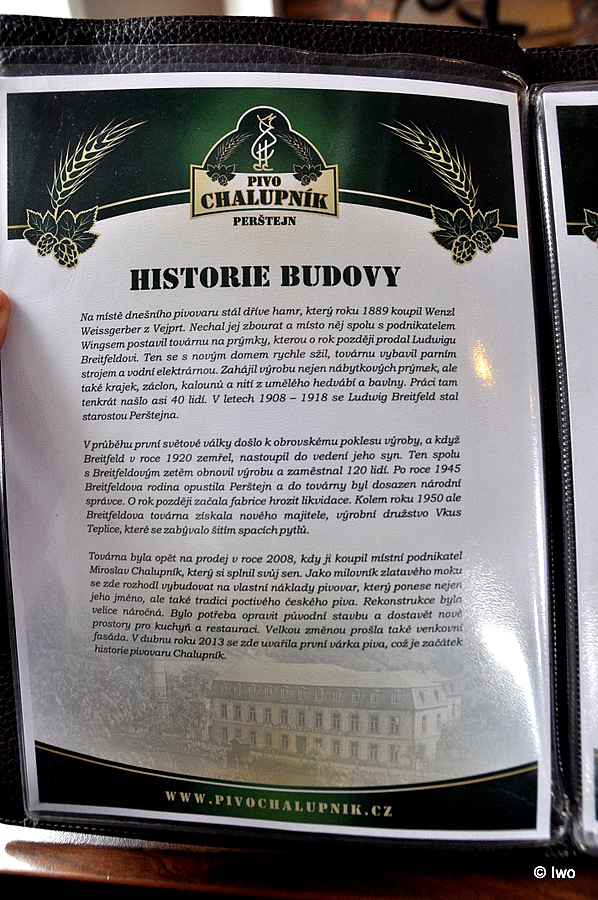 PIVO
CHALUPNÍK
PERŠTEJN
HISTORIE BUDOVY
Na místě dnešního pivovaru stál dříve hamr, který roku 1889 koupil Wenzl
Weissgerber z Vejprt. Nechal jej zbourat a místo něj spolu s podnikatelem
Wingsem postavil továrnu na prýmky, kterou o rok později prodal Ludwigu
Breitfeldovi. Ten se s novým domem rychle sžil, továrnu vybavil parním
strojem a vodní elektrárnou. Zahájil výrobu nejen nábytkových prýmek, ale
také krajek, záclon, kalounů a nití z umělého hedvábí a bavlny. Práci tam
tenkrát našlo asi 40 lidí. V letech 1908 – 1918 se Ludwig Breitfeld stal
starostou Perštejna.
V průběhu první světové války došlo k obrovskému poklesu výroby, a když
Breitfeld v roce 1920 zemřel, nastoupil do vedení jeho syn. Ten spolu
s Breitfeldovým zetěm obnovil výrobu a zaměstnal 120 lidí. Po roce 1945
Breitfeldova rodina opustila Perštejn a do továrny byl dosazen národní
správce. O rok později začala fabrice hrozit likvidace. Kolem roku 1950 ale
Breitfeldova továrna získala nového majitele, výrobní družstvo Vkus
Teplice, které se zabývalo šitím spacích pytlů.
Továrna byla opět na prodej v roce 2008, kdy ji koupil místní podnikatel
Miroslav Chalupník, který si splnil svůj sen. Jako milovník zlatavého moku
se zde rozhodl vybudovat na vlastní náklady pivovar, který ponese nejen
jeho jméno, ale také tradici poctivého českého piva. Rekonstrukce byla
velice náročná. Bylo potřeba opravit původní stavbu a dostavět nové
prostory pro kuchyň a restauraci. Velkou změnou prošla také venkovní
fasáda. V dubnu roku 2013 se zde uvařila první várka piva, což je začátek
historie pivovaru Chalupník.
WWW.PIVOCHALUPNIK.CZ
© Iwo